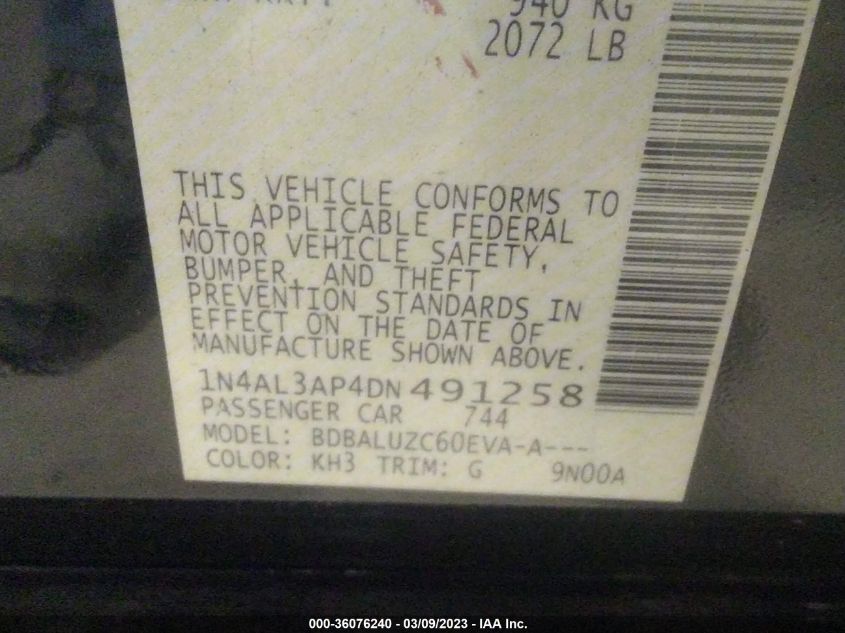 940 KG
2072 LB
THIS VEHICLE CONFORMS TO
ALL APPLICABLE FEDERAL
MOTOR VEHICLE SAFETY,
BUMPER, AND THEFT
PREVENTION STANDARDS IN
EFFECT ON THE DATE OF
MANUFACTURE SHOWN ABOVE.
1N4AL3AP4DN491258
PASSENGER CAR 744
MODEL: BDBALUZC60EVA-A---
COLOR: KH3 TRIM: G 9N00A
000-36076240 - 03/09/2023 - IAA Inc.